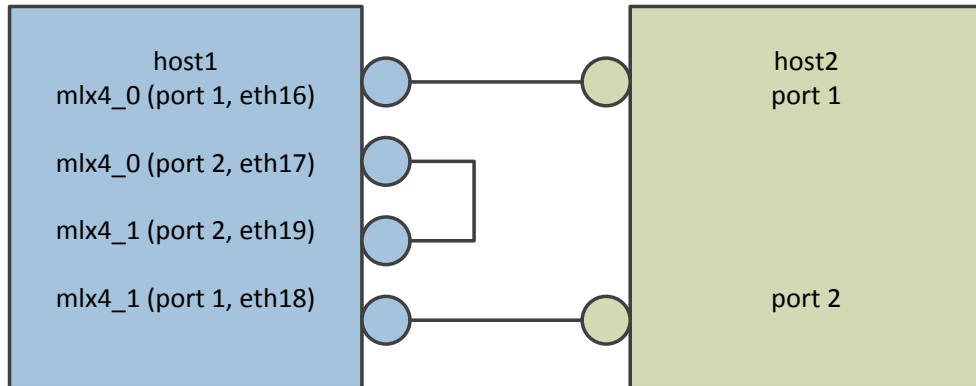 host1
mlx4_0 (port 1, eth16)
mlx4_0 (port 2, eth17)
mlx4_1 (port 2, eth19)
mlx4_1 (port 1, eth18)
host2
port 1
port 2